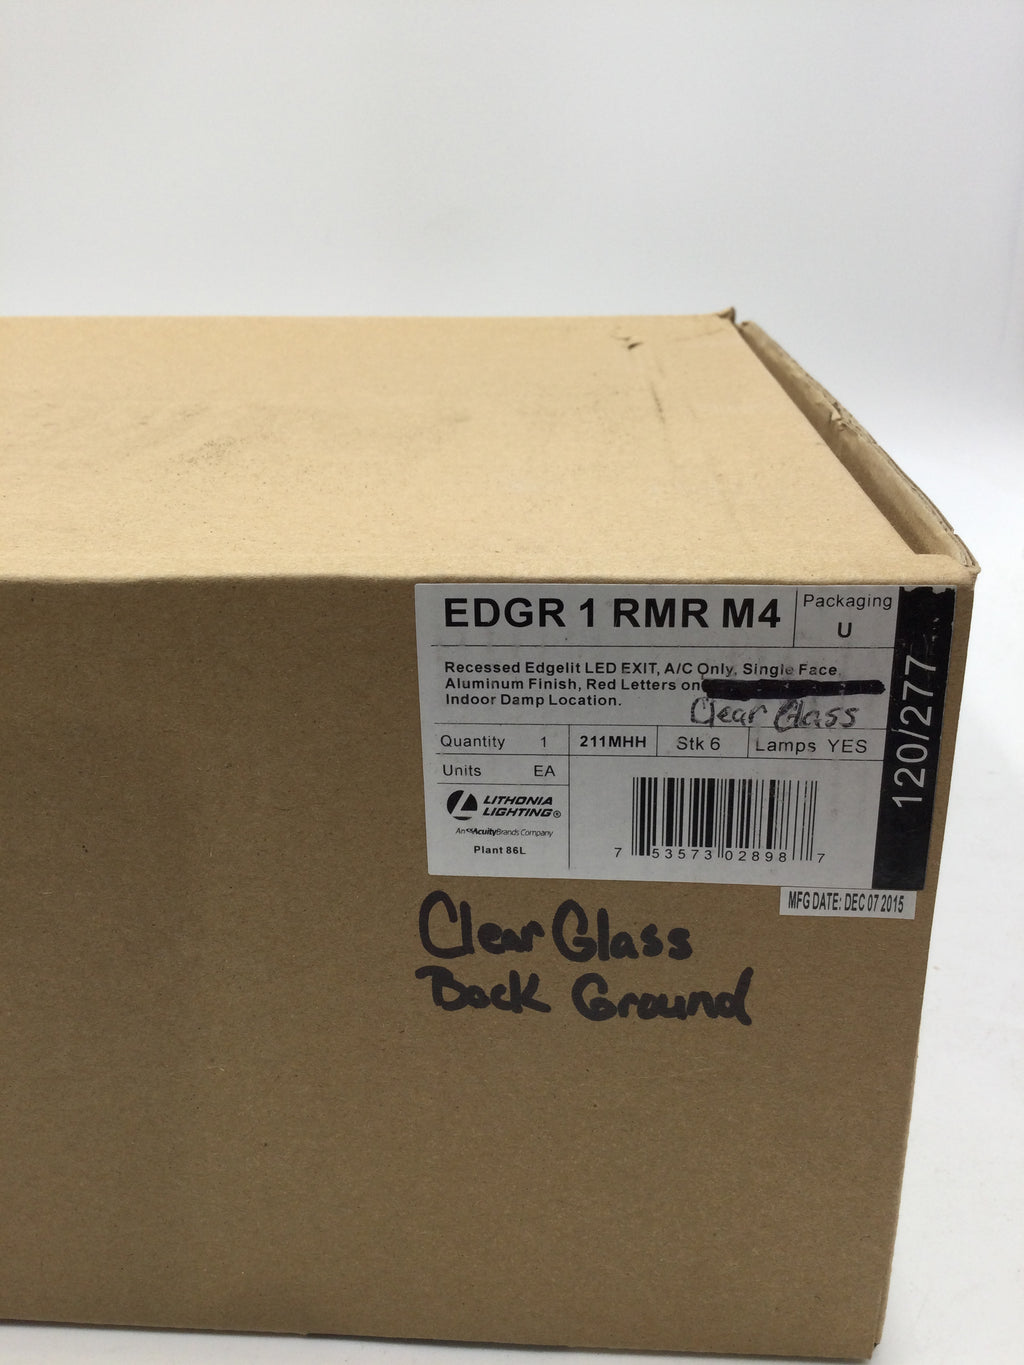 EDGR 1 RMR M4
Packaging
U
Recessed Edgelit LED EXIT, A/C Only, Single Face,
Aluminum Finish, Red Letters on
Indoor Damp Location.
Clear Glass
Quantity 1 211MHH Stk 6 Lamps YES
Units EA
LITHONIA
LIGHTING®
An AcuityBrands Company
Plant 86L
7 53573 02898 7
120/277
MFG DATE: DEC 07 2015
Clear Glass
Back Ground